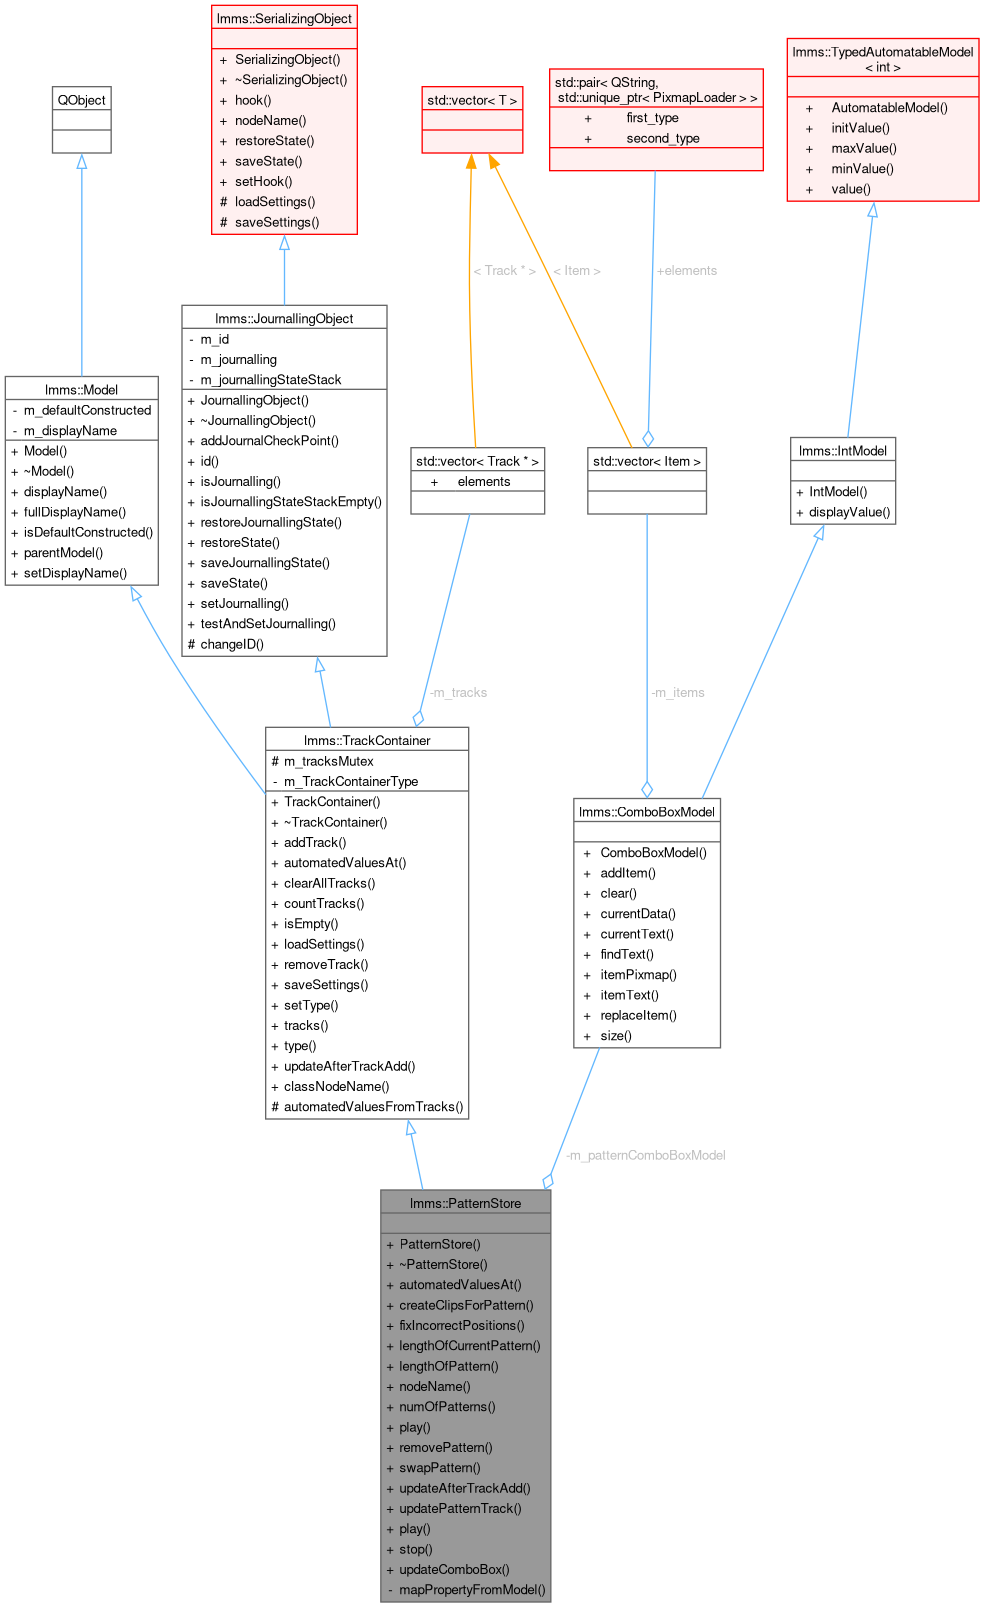 lmms::SerializingObject
+ SerializingObject()
+ ~SerializingObject()
+ hook()
+ nodeName()
+ restoreState()
+ saveState()
+ setHook()
# loadSettings()
# saveSettings()
lmms::TypedAutomatableModel
< int >
+ AutomatableModel()
+ initValue()
+ maxValue()
+ minValue()
+ value()
std::pair< QString,
std::unique_ptr< PixmapLoader > >
+ first_type
+ second_type
QObject
std::vector< T >
< Track * >
< Item >
+elements
lmms::JournallingObject
- m_id
- m_journalling
- m_journallingStateStack
+ JournallingObject()
+ ~JournallingObject()
+ addJournalCheckPoint()
+ id()
+ isJournalling()
+ isJournallingStateStackEmpty()
+ restoreJournallingState()
+ restoreState()
+ saveJournallingState()
+ saveState()
+ setJournalling()
+ testAndSetJournalling()
# changeID()
lmms::Model
- m_defaultConstructed
- m_displayName
+ Model()
+ ~Model()
+ displayName()
+ fullDisplayName()
+ isDefaultConstructed()
+ parentModel()
+ setDisplayName()
std::vector< Track * >
+ elements
std::vector< Item >
lmms::IntModel
+ IntModel()
+ displayValue()
-m_tracks
-m_items
lmms::TrackContainer
# m_tracksMutex
- m_TrackContainerType
+ TrackContainer()
+ ~TrackContainer()
+ addTrack()
+ automatedValuesAt()
+ clearAllTracks()
+ countTracks()
+ isEmpty()
+ loadSettings()
+ removeTrack()
+ saveSettings()
+ setType()
+ tracks()
+ type()
+ updateAfterTrackAdd()
+ classNodeName()
# automatedValuesFromTracks()
lmms::ComboBoxModel
+ ComboBoxModel()
+ addItem()
+ clear()
+ currentData()
+ currentText()
+ findText()
+ itemPixmap()
+ itemText()
+ replaceItem()
+ size()
-m_patternComboBoxModel
lmms::PatternStore
+ PatternStore()
+ ~PatternStore()
+ automatedValuesAt()
+ createClipsForPattern()
+ fixIncorrectPositions()
+ lengthOfCurrentPattern()
+ lengthOfPattern()
+ nodeName()
+ numOfPatterns()
+ play()
+ removePattern()
+ swapPattern()
+ updateAfterTrackAdd()
+ updatePatternTrack()
+ play()
+ stop()
+ updateComboBox()
- mapPropertyFromModel()